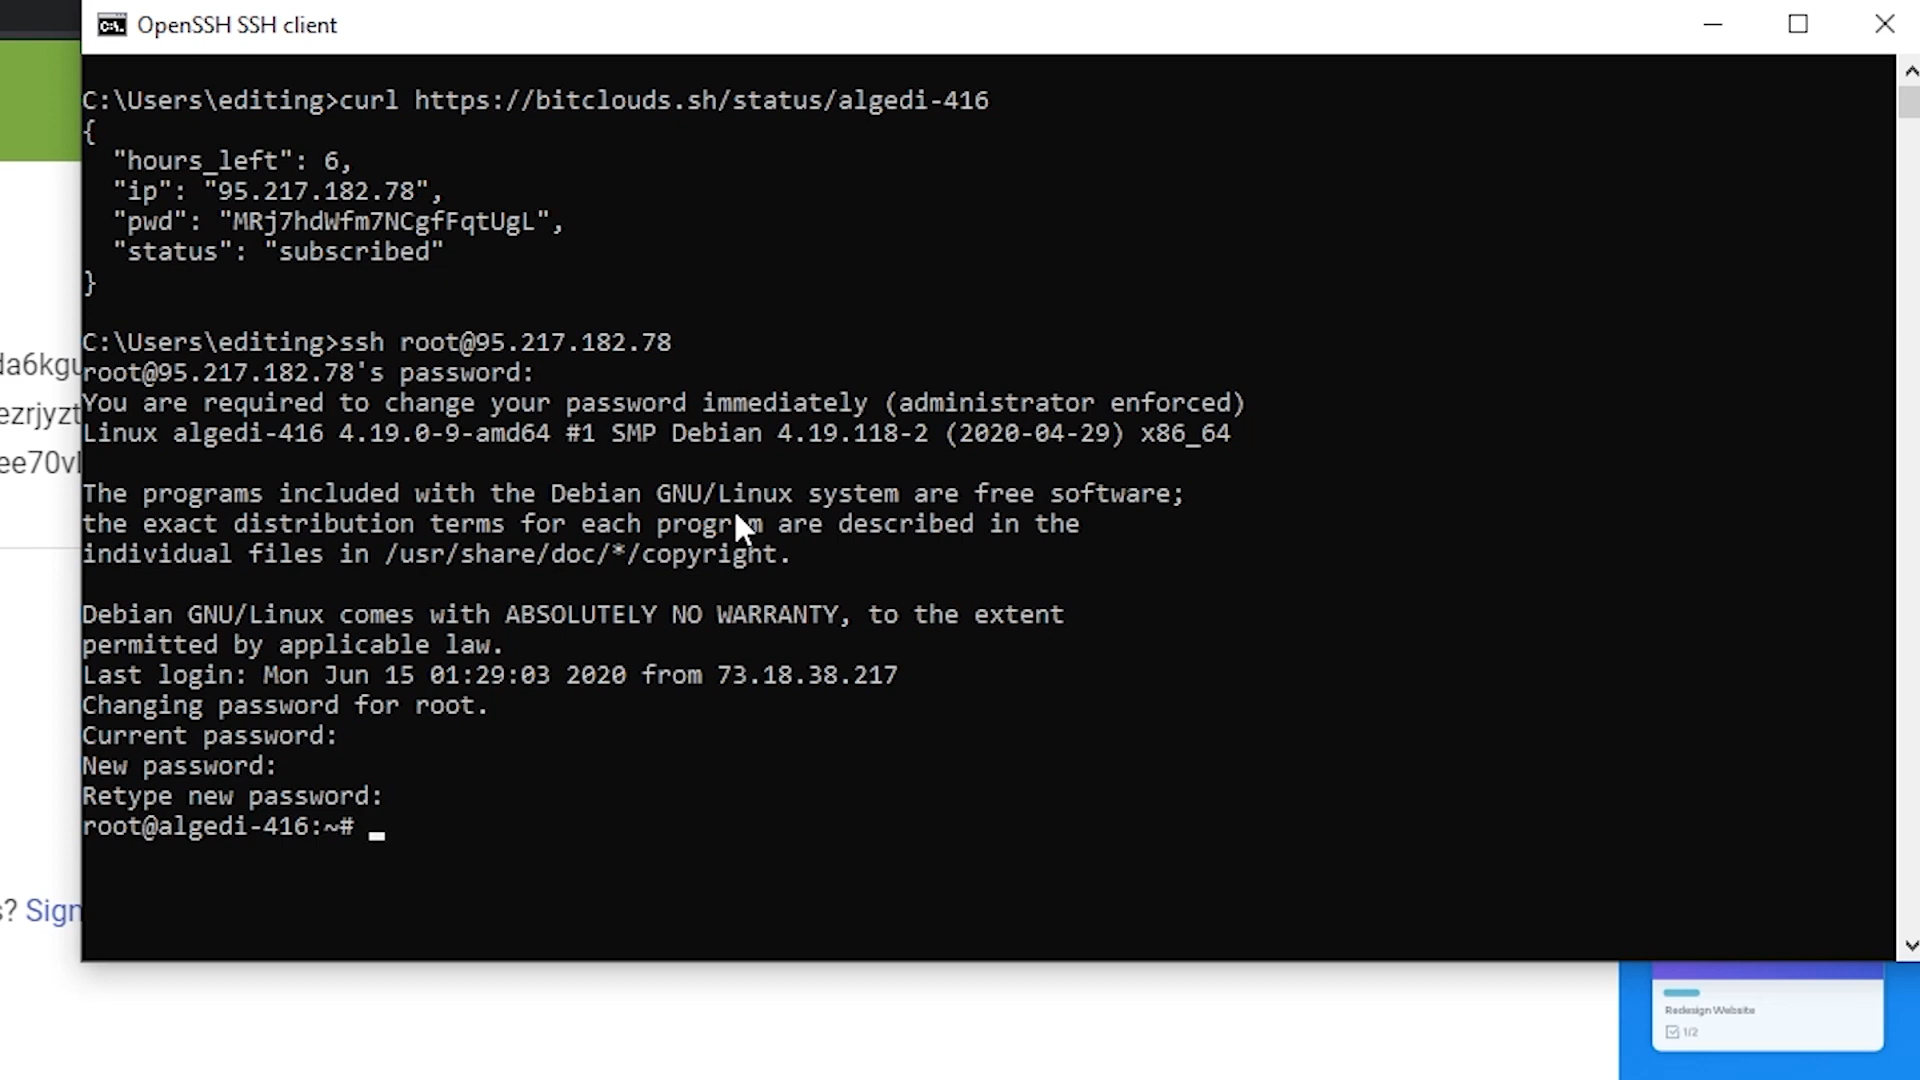 OpenSSH SSH client
C:\Users\editing>curl https://bitclouds.sh/status/algedi-416
{
"hours_left": 6,
"ip": "95.217.182.78",
"pwd": "MRj7hdWfm7NCgfFqtUgL",
"status": "subscribed"
}
C:\Users\editing>ssh root@95.217.182.78
root@95.217.182.78's password:
You are required to change your password immediately (administrator enforced)
Linux algedi-416 4.19.0-9-amd64 #1 SMP Debian 4.19.118-2 (2020-04-29) x86_64
The programs included with the Debian GNU/Linux system are free software;
the exact distribution terms for each program are described in the
individual files in /usr/share/doc/*/copyright.
Debian GNU/Linux comes with ABSOLUTELY NO WARRANTY, to the extent
permitted by applicable law.
Last login: Mon Jun 15 01:29:03 2020 from 73.18.38.217
Changing password for root.
Current password:
New password:
Retype new password:
root@algedi-416:~#
da6kgu
ezrjyzt
ee70vl
s? Sign
Redesign Website
1/2